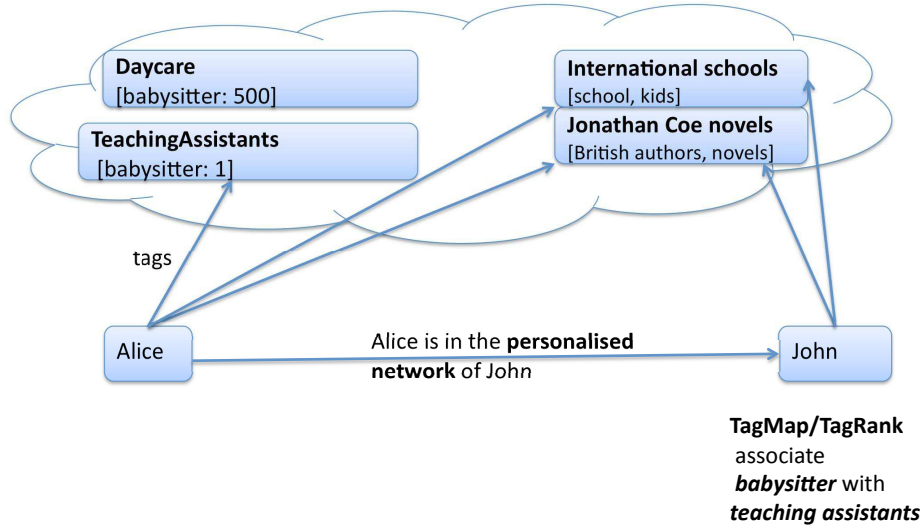 Daycare
[babysitter: 500]
TeachingAssistants
[babysitter: 1]
International schools
[school, kids]
Jonathan Coe novels
[British authors, novels]
tags
Alice
Alice is in the personalised
network of John
John
TagMap/TagRank
associate
babysitter with
teaching assistants